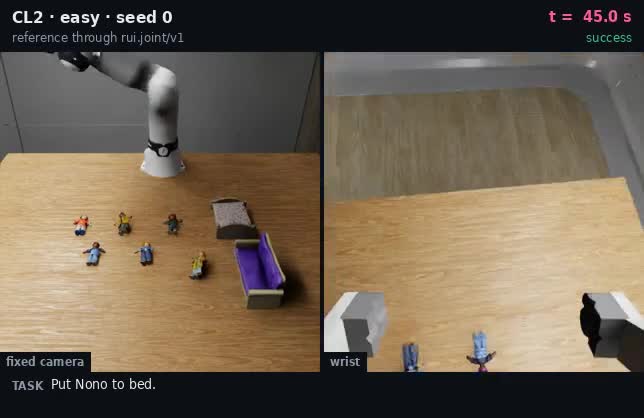 CL2 · easy · seed 0
t = 45.0 s
reference through rui.joint/v1
success
fixed camera
wrist
TASK Put Nono to bed.